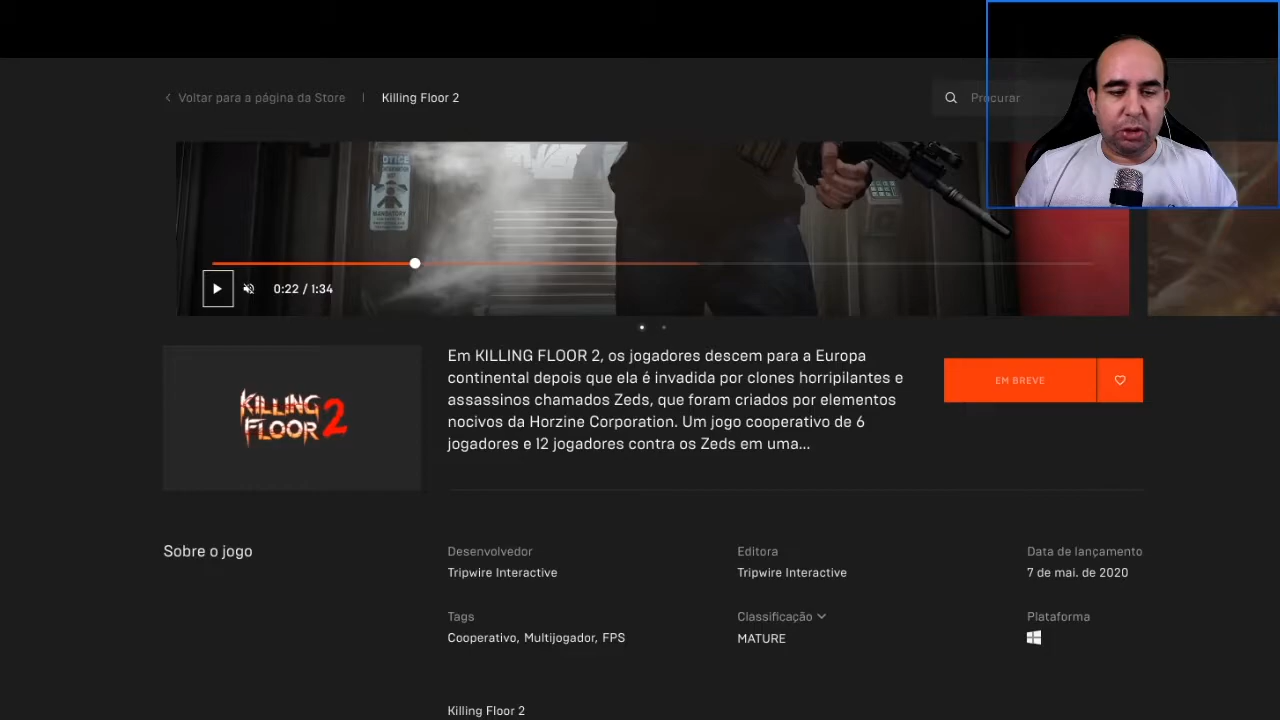 Voltar para a página da Store
Killing Floor 2
Procurar
NOTICE
MANDATORY
0:22 / 1:34
KILLING
FLOOR 2
Em KILLING FLOOR 2, os jogadores descem para a Europa
continental depois que ela é invadida por clones horripilantes e
assassinos chamados Zeds, que foram criados por elementos
nocivos da Horzine Corporation. Um jogo cooperativo de 6
jogadores e 12 jogadores contra os Zeds em uma...
EM BREVE
Sobre o jogo
Desenvolvedor
Tripwire Interactive
Editora
Tripwire Interactive
Data de lançamento
7 de mai. de 2020
Tags
Cooperativo, Multijogador, FPS
Classificação
MATURE
Plataforma
Killing Floor 2